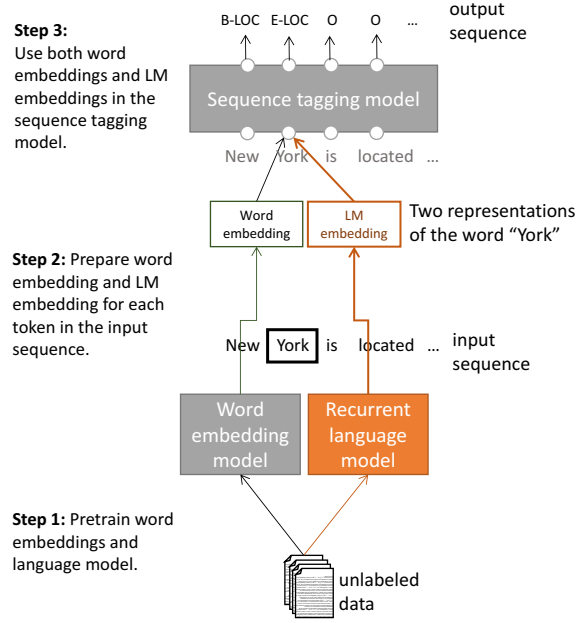 B-LOC E-LOC O O ...
output
sequence
Step 3:
Use both word
embeddings and LM
embeddings in the
sequence tagging
model.
Sequence tagging model
New York is located ...
Word
embedding
LM
embedding
Two representations
of the word “York”
Step 2: Prepare word
embedding and LM
embedding for each
token in the input
sequence.
New York is located ...
input
sequence
Word
embedding
model
Recurrent
language
model
Step 1: Pretrain word
embeddings and
language model.
unlabeled
data